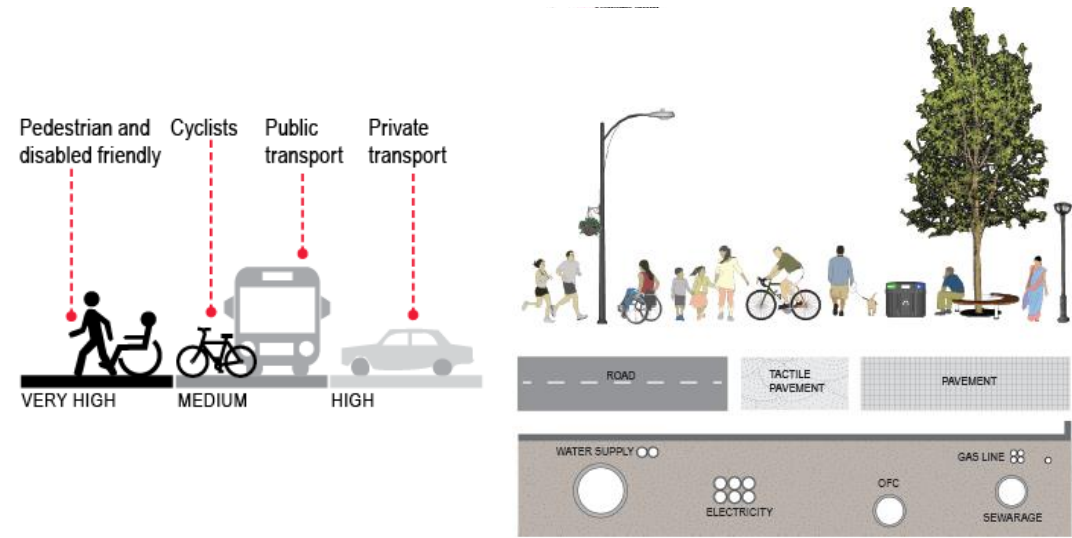 Pedestrian and
disabled friendly
Cyclists
Public
transport
Private
transport
VERY HIGH
MEDIUM
HIGH
ROAD
TACTILE
PAVEMENT
PAVEMENT
WATER SUPPLY
ELECTRICITY
OFC
GAS LINE
SEWARAGE